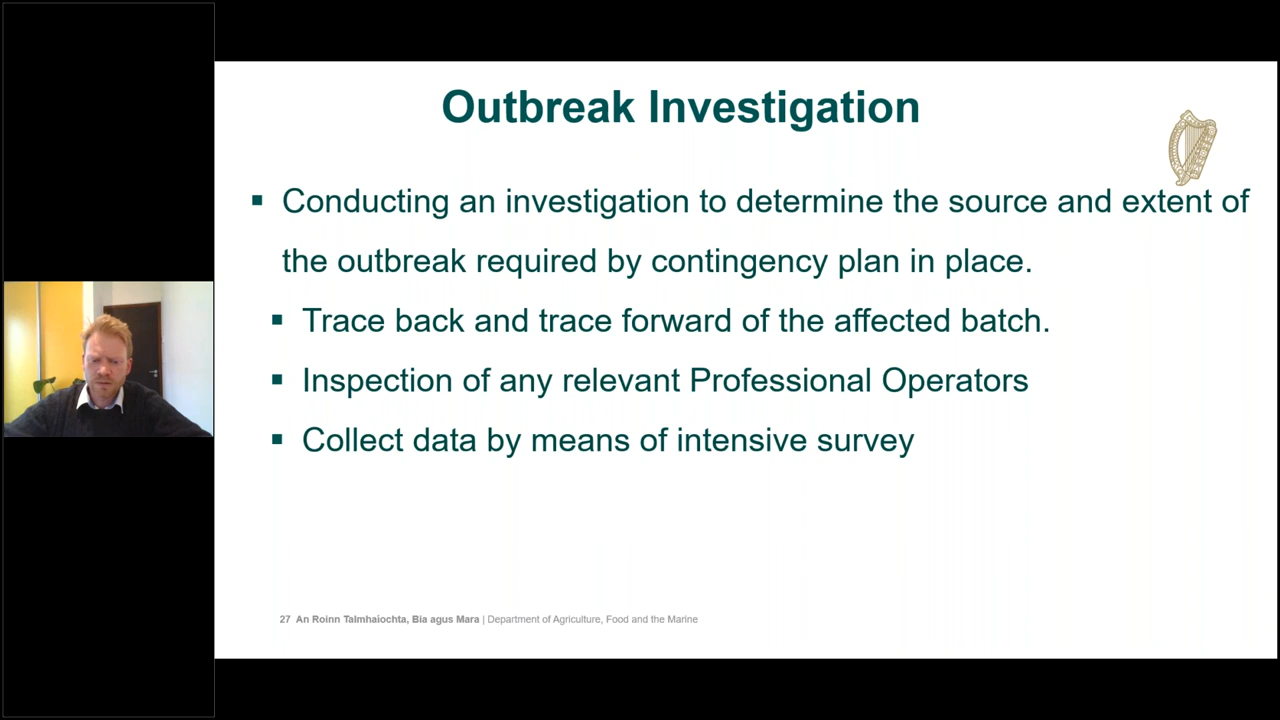 Outbreak Investigation
▪ Conducting an investigation to determine the source and extent of
the outbreak required by contingency plan in place.
▪ Trace back and trace forward of the affected batch.
▪ Inspection of any relevant Professional Operators
▪ Collect data by means of intensive survey
27 An Roinn Talmhaíochta, Bia agus Mara | Department of Agriculture, Food and the Marine